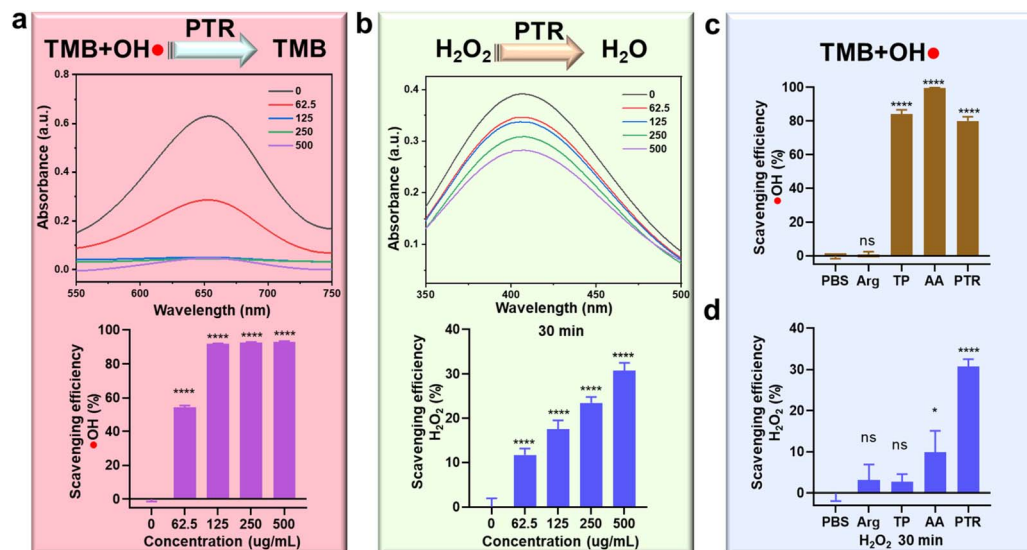 a
TMB+OH● PTR TMB
0.8
0.6
0.4
0.2
0.0
Absorbance (a.u.)
0
62.5
125
250
500
550 600 650 700 750
Wavelength (nm)
Scavenging efficiency
●OH (%)
100
80
60
40
20
0
**** **** **** ****
0 62.5 125 250 500
Concentration (ug/mL)
b
H₂O₂ PTR H₂O
0.4
0.3
0.2
0.1
Absorbance (a.u.)
0
62.5
125
250
500
350 400 450 500
Wavelength (nm)
30 min
Scavenging efficiency
H₂O₂ (%)
40
30
20
10
0
**** **** **** ****
0 62.5 125 250 500
Concentration (ug/mL)
c
TMB+OH●
Scavenging efficiency
●OH (%)
100
80
60
40
20
0
ns **** **** ****
PBS Arg TP AA PTR
d
Scavenging efficiency
H₂O₂ (%)
40
30
20
10
0
ns ns * ****
PBS Arg TP AA PTR
H₂O₂ 30 min